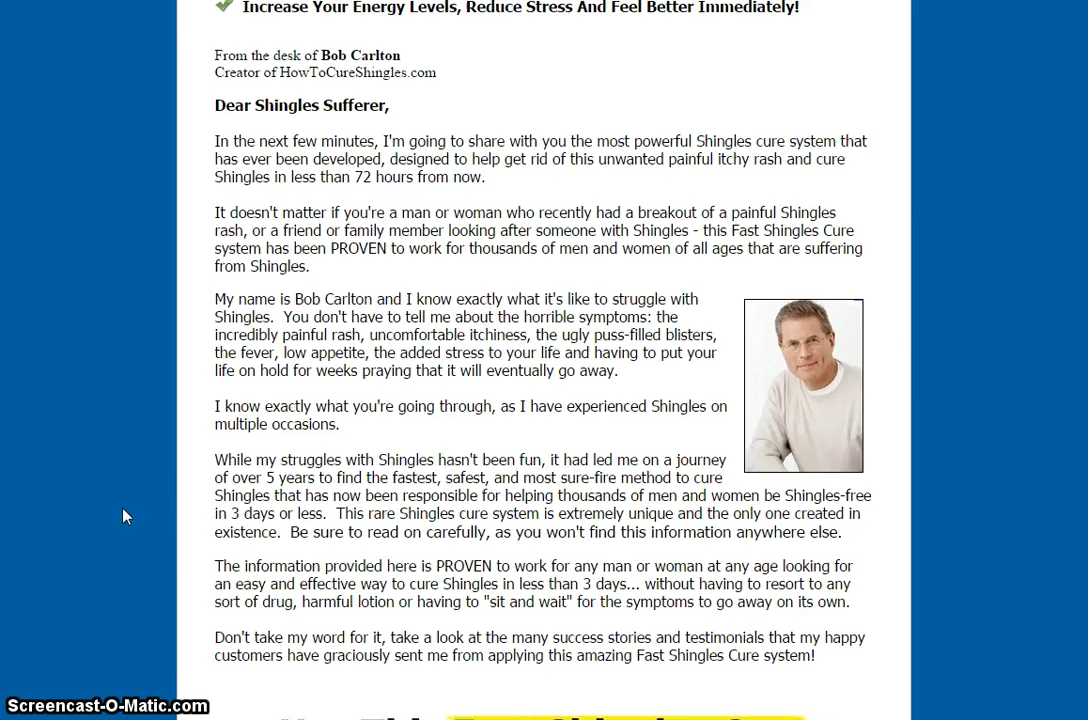 Increase Your Energy Levels, Reduce Stress And Feel Better Immediately!
From the desk of Bob Carlton
Creator of HowToCureShingles.com
Dear Shingles Sufferer,
In the next few minutes, I'm going to share with you the most powerful Shingles cure system that
has ever been developed, designed to help get rid of this unwanted painful itchy rash and cure
Shingles in less than 72 hours from now.
It doesn't matter if you're a man or woman who recently had a breakout of a painful Shingles
rash, or a friend or family member looking after someone with Shingles - this Fast Shingles Cure
system has been PROVEN to work for thousands of men and women of all ages that are suffering
from Shingles.
My name is Bob Carlton and I know exactly what it's like to struggle with
Shingles.  You don't have to tell me about the horrible symptoms: the
incredibly painful rash, uncomfortable itchiness, the ugly puss-filled blisters,
the fever, low appetite, the added stress to your life and having to put your
life on hold for weeks praying that it will eventually go away.
I know exactly what you're going through, as I have experienced Shingles on
multiple occasions.
While my struggles with Shingles hasn't been fun, it had led me on a journey
of over 5 years to find the fastest, safest, and most sure-fire method to cure
Shingles that has now been responsible for helping thousands of men and women be Shingles-free
in 3 days or less.  This rare Shingles cure system is extremely unique and the only one created in
existence.  Be sure to read on carefully, as you won't find this information anywhere else.
The information provided here is PROVEN to work for any man or woman at any age looking for
an easy and effective way to cure Shingles in less than 3 days... without having to resort to any
sort of drug, harmful lotion or having to "sit and wait" for the symptoms to go away on its own.
Don't take my word for it, take a look at the many success stories and testimonials that my happy
customers have graciously sent me from applying this amazing Fast Shingles Cure system!
Screencast-O-Matic.com